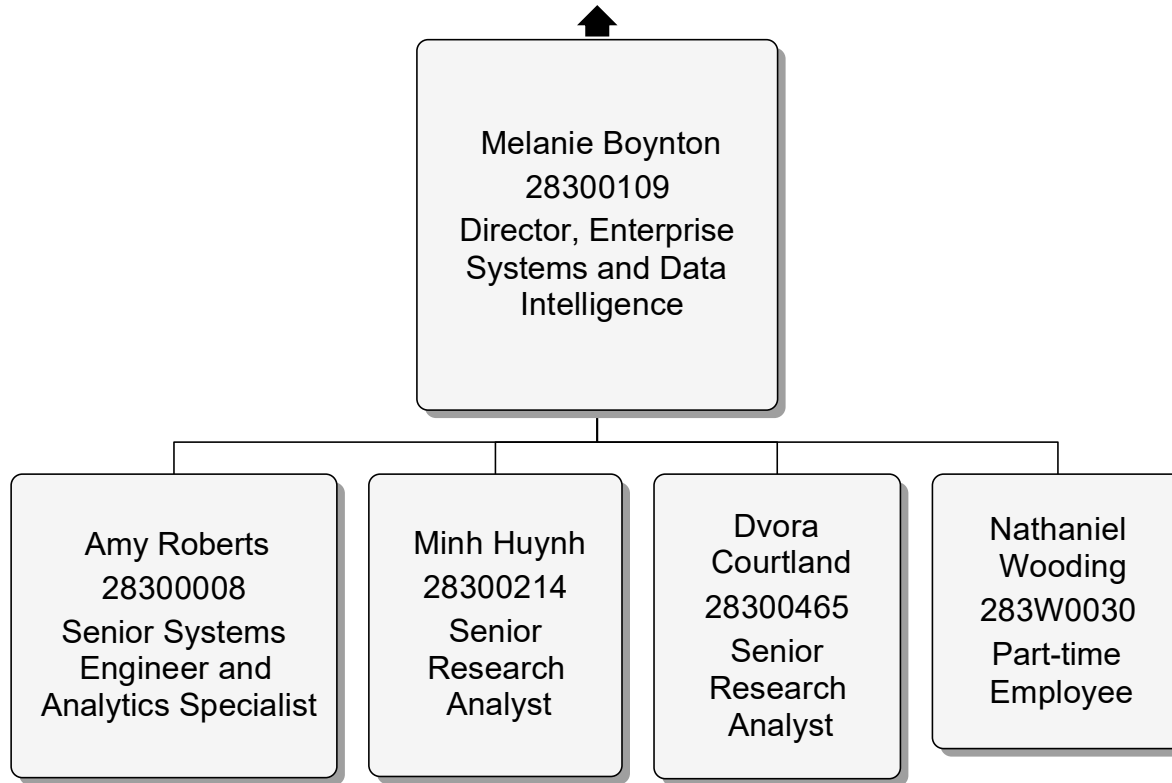 Melanie Boynton
28300109
Director, Enterprise
Systems and Data
Intelligence
Amy Roberts
28300008
Senior Systems
Engineer and
Analytics Specialist
Minh Huynh
28300214
Senior
Research
Analyst
Dvora
Courtland
28300465
Senior
Research
Analyst
Nathaniel
Wooding
283W0030
Part-time
Employee